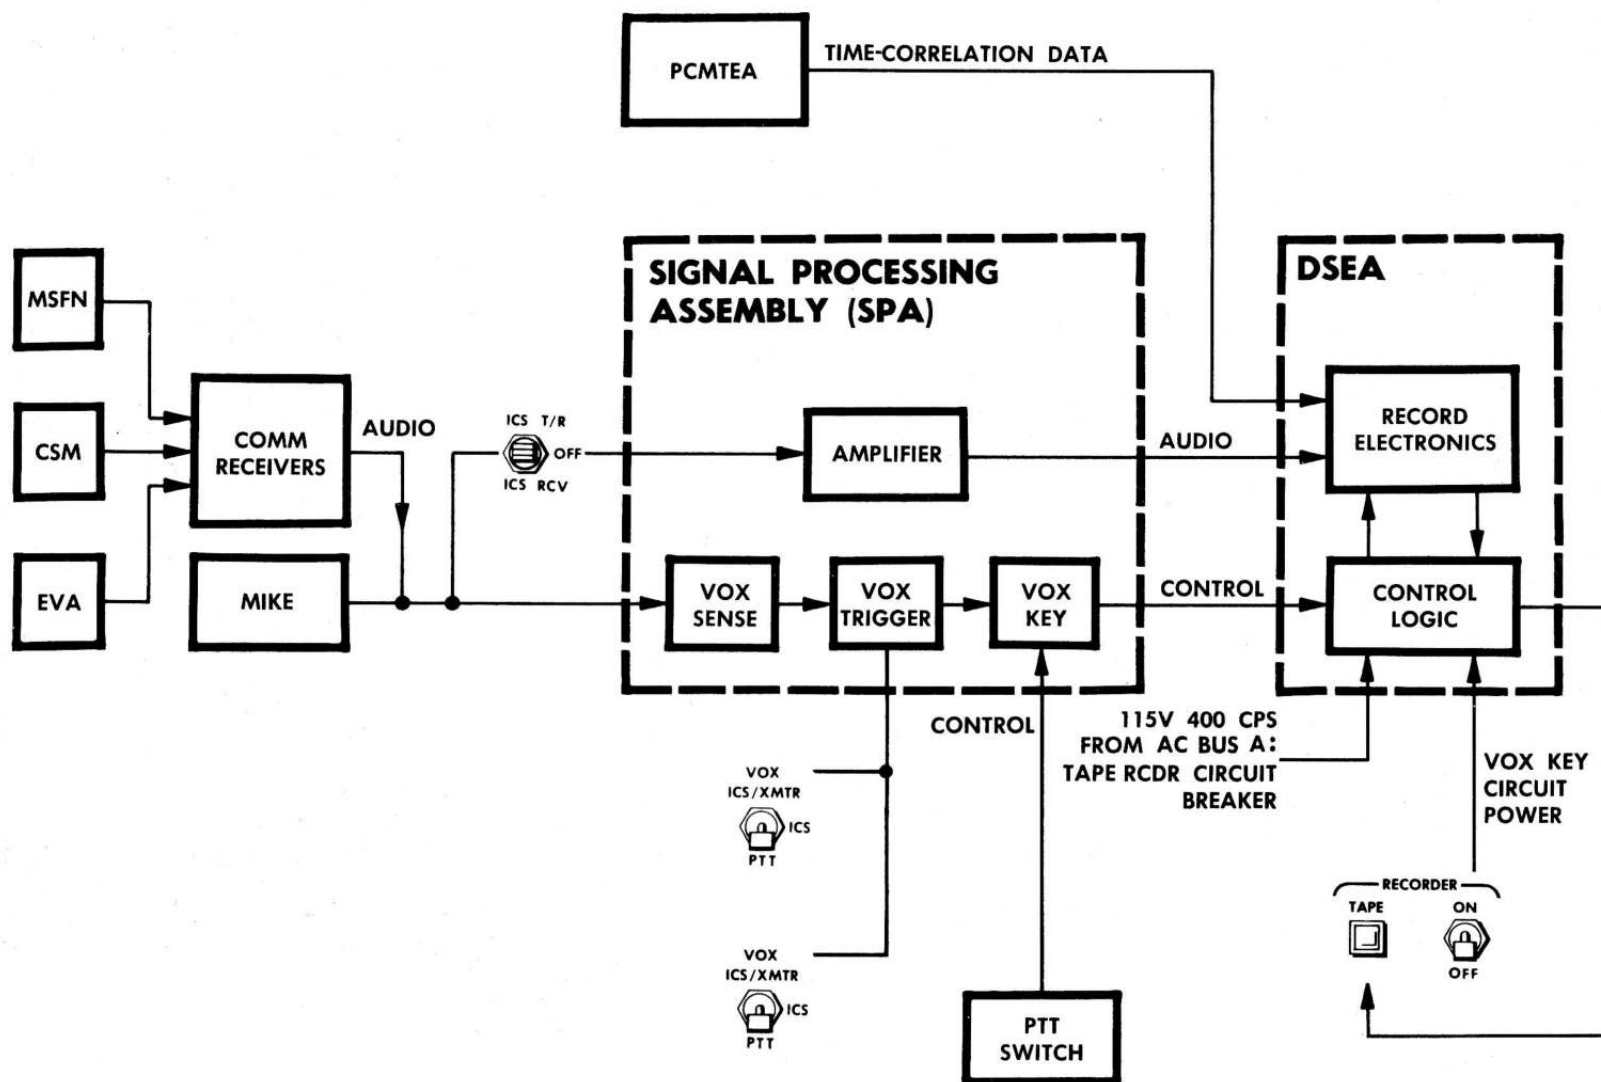 PCMTEA
TIME-CORRELATION DATA
SIGNAL PROCESSING
ASSEMBLY (SPA)
DSEA
MSFN
CSM
EVA
COMM
RECEIVERS
AUDIO
MIKE
ICS T/R
OFF
ICS RCV
AMPLIFIER
AUDIO
RECORD
ELECTRONICS
VOX
SENSE
VOX
TRIGGER
VOX
KEY
CONTROL
CONTROL
LOGIC
CONTROL
115V 400 CPS
FROM AC BUS A:
TAPE RCDR CIRCUIT
BREAKER
VOX KEY
CIRCUIT
POWER
VOX
ICS/XMTR
ICS
PTT
VOX
ICS/XMTR
ICS
PTT
PTT
SWITCH
RECORDER
TAPE
ON
OFF